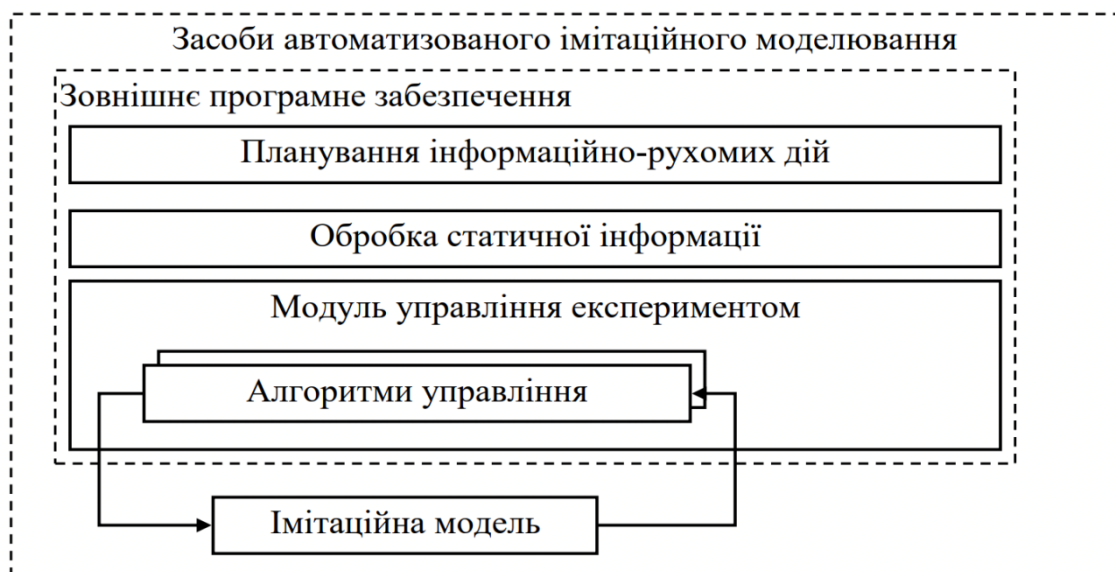 Засоби автоматизованого імітаційного моделювання
Зовнішнє програмне забезпечення
Планування інформаційно-рухомих дій
Обробка статичної інформації
Модуль управління експериментом
Алгоритми управління
Імітаційна модель